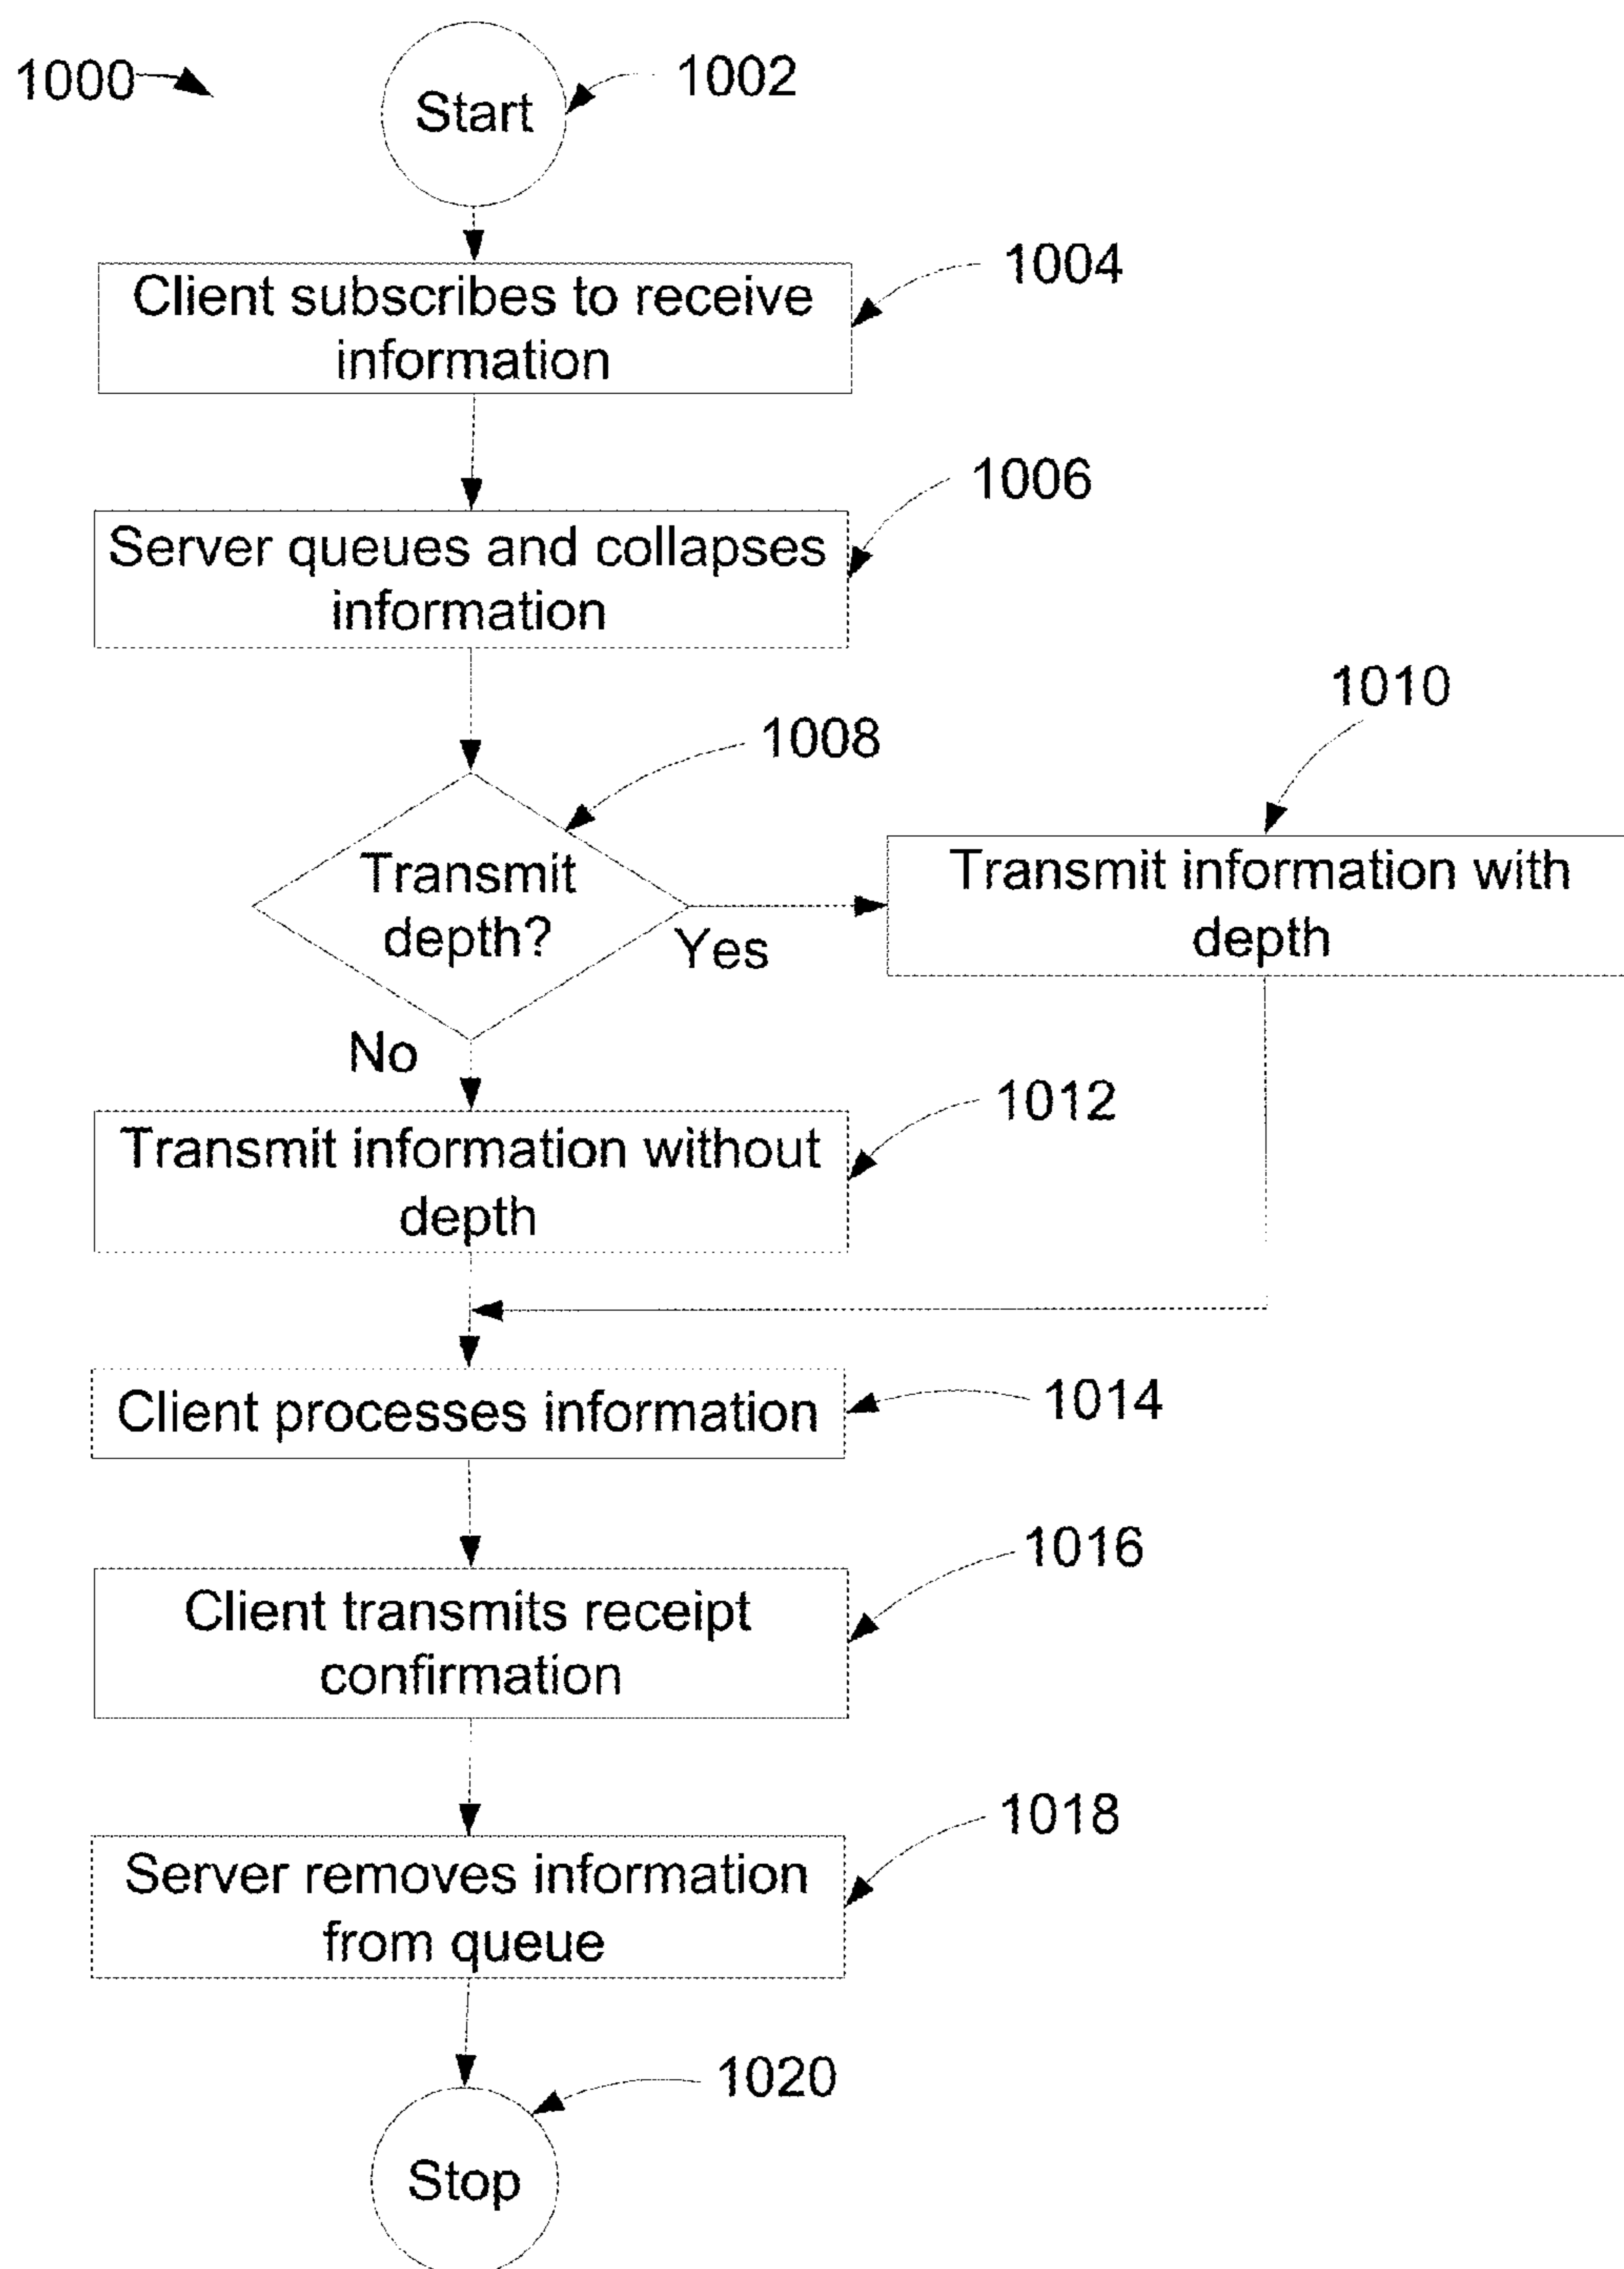 1000
Start
1002
Client subscribes to receive
information
1004
Server queues and collapses
information
1006
1008
Transmit
depth?
Yes
No
1010
Transmit information with
depth
Transmit information without
depth
1012
Client processes information
1014
Client transmits receipt
confirmation
1016
Server removes information
from queue
1018
1020
Stop